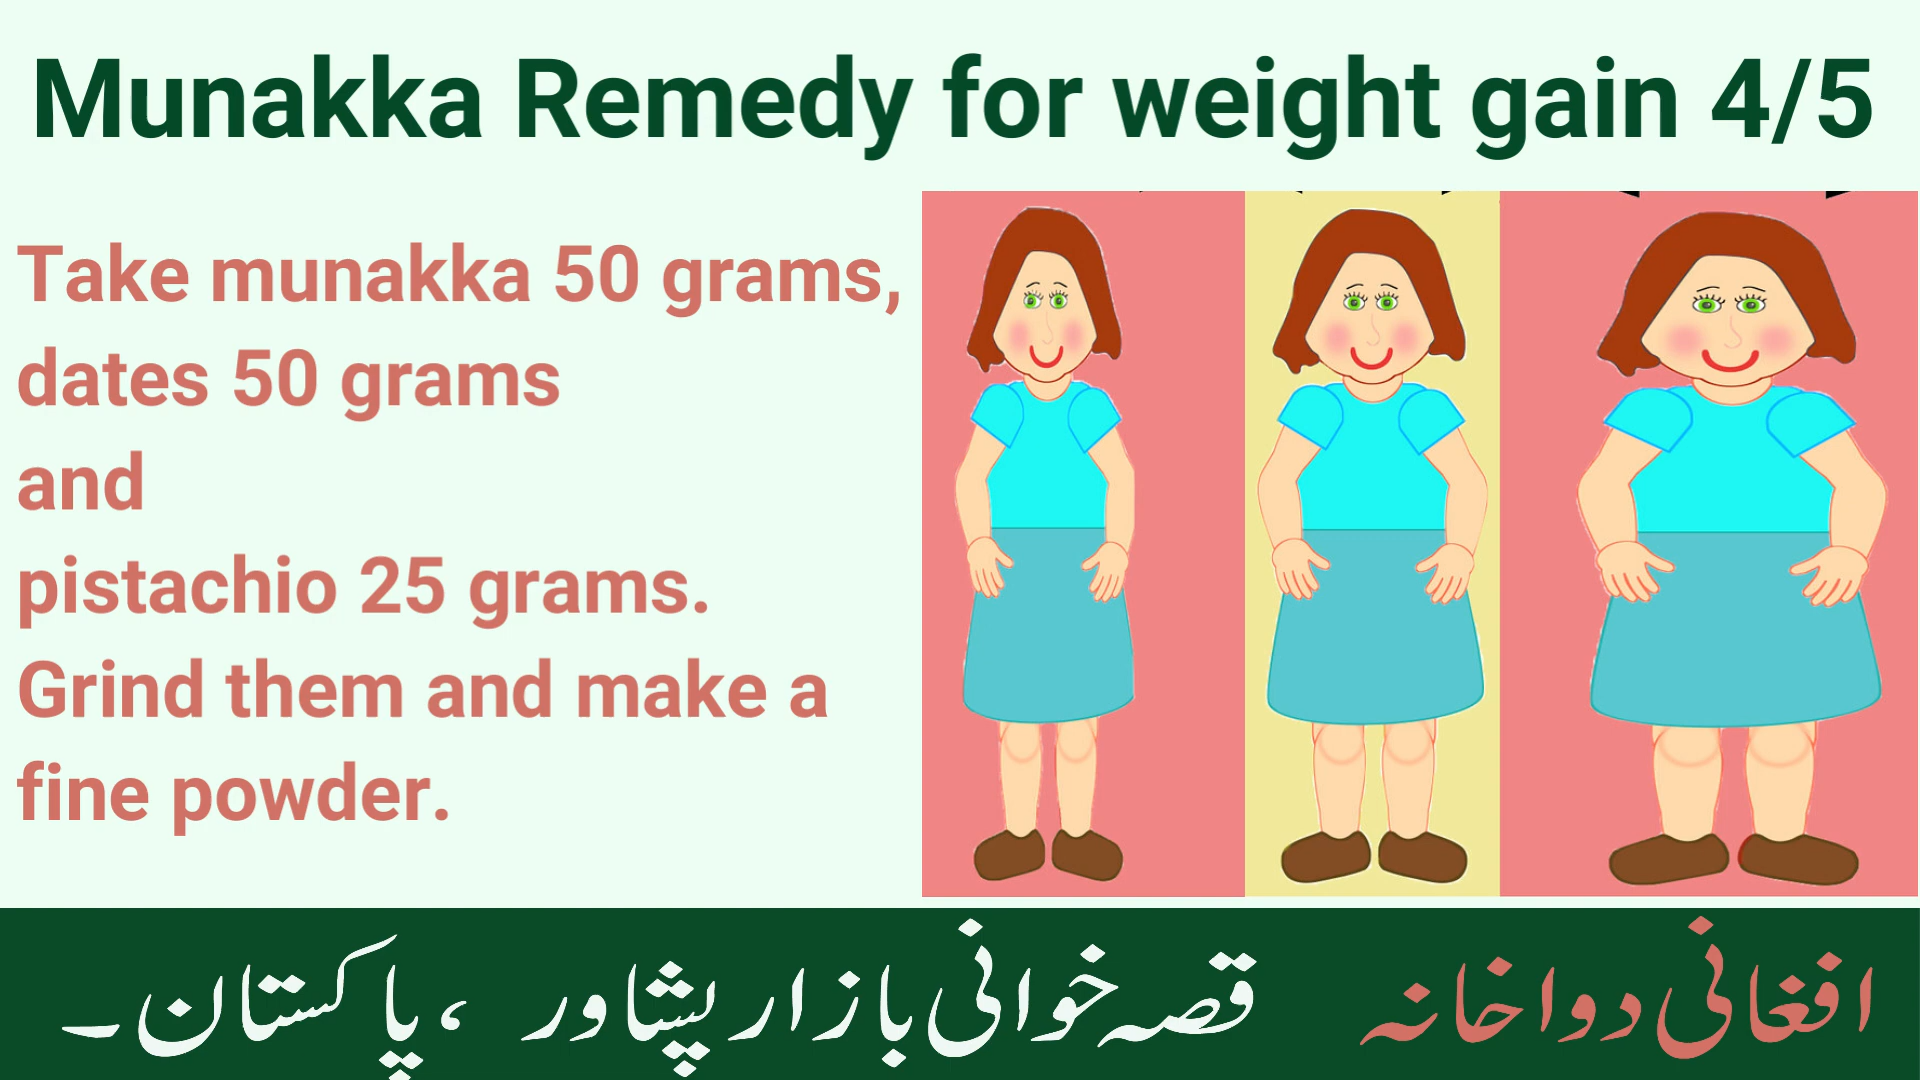 Munakka Remedy for weight gain 4/5
Take munakka 50 grams,
dates 50 grams
and
pistachio 25 grams.
Grind them and make a
fine powder.
افغانی دواخانہ قصہ خوانی بازار پشاور ، پاکستان۔